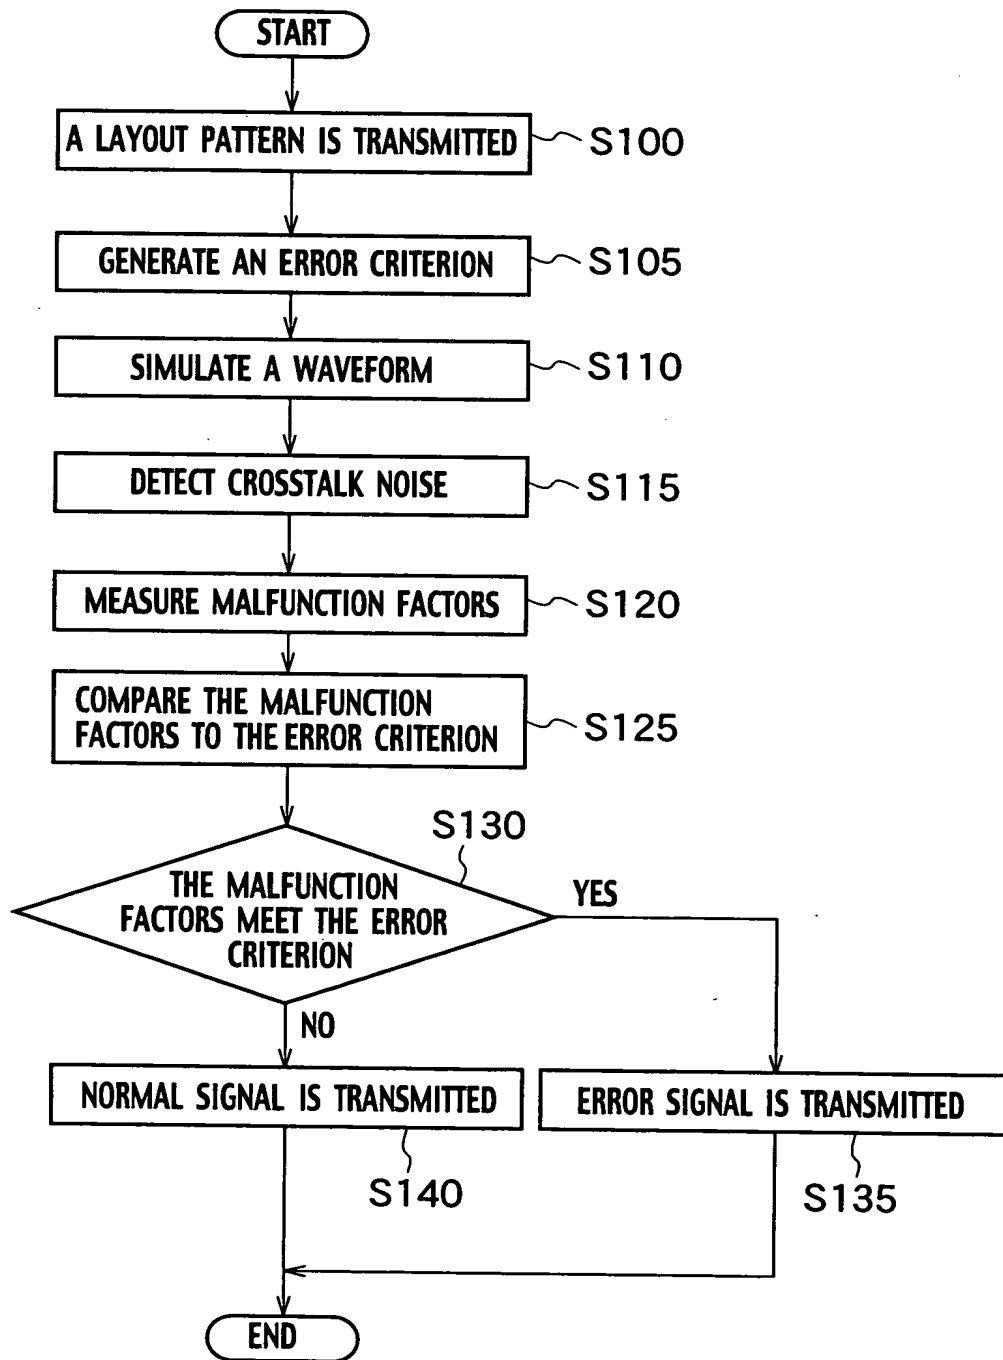 START
A LAYOUT PATTERN IS TRANSMITTED
S100
GENERATE AN ERROR CRITERION
S105
SIMULATE A WAVEFORM
S110
DETECT CROSSTALK NOISE
S115
MEASURE MALFUNCTION FACTORS
S120
COMPARE THE MALFUNCTION
FACTORS TO THE ERROR CRITERION
S125
S130
THE MALFUNCTION
FACTORS MEET THE ERROR
CRITERION
YES
NO
NORMAL SIGNAL IS TRANSMITTED
ERROR SIGNAL IS TRANSMITTED
S140
S135
END